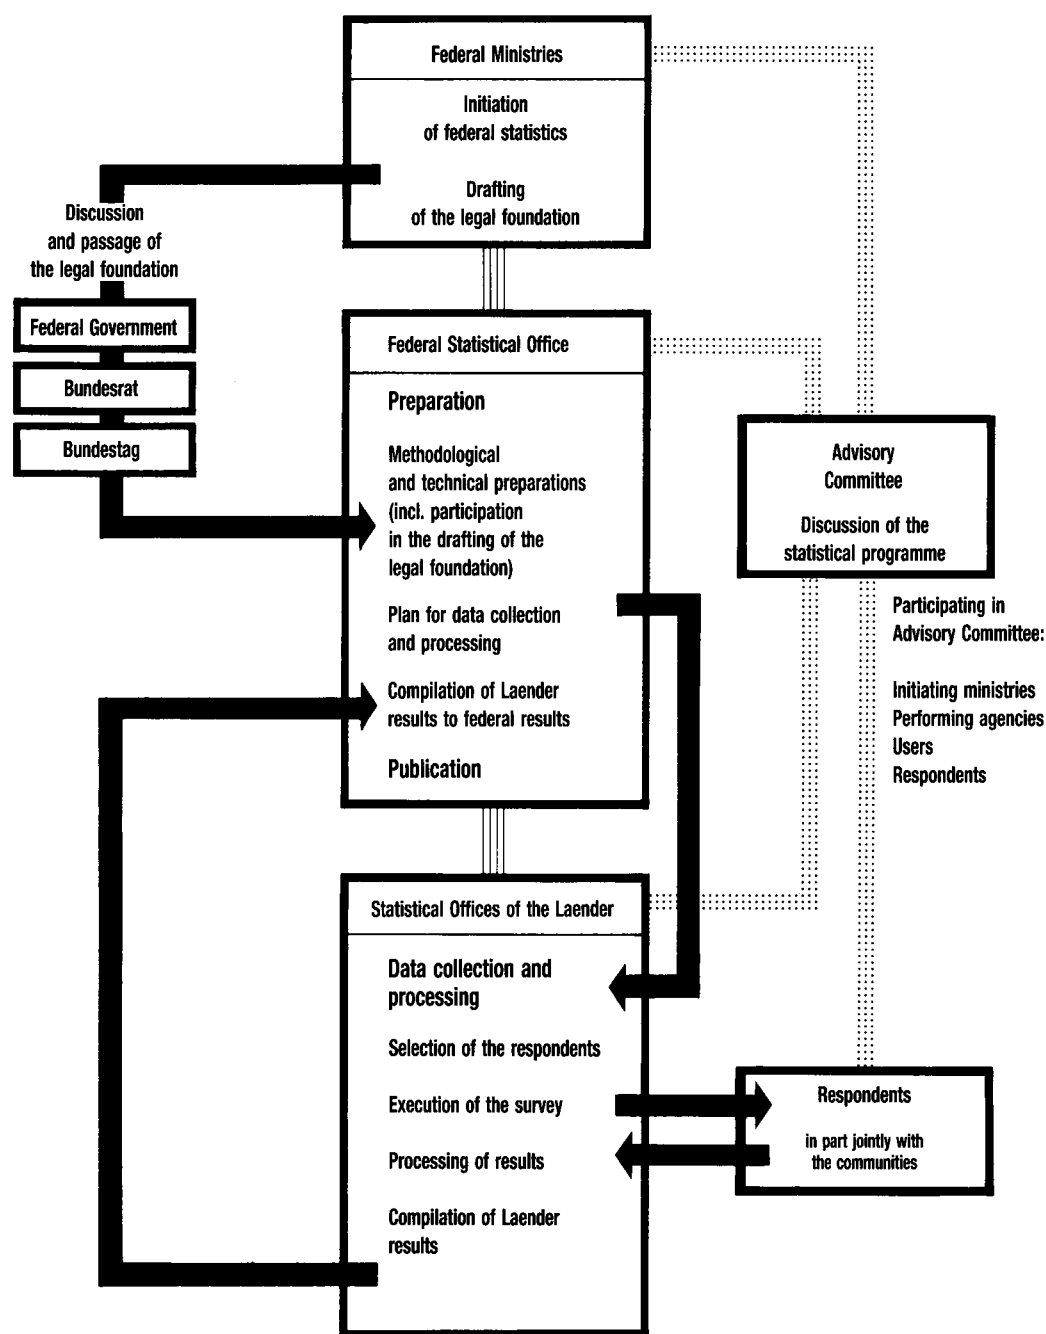 Federal Ministries
Initiation
of federal statistics
Drafting
of the legal foundation
Discussion
and passage of
the legal foundation
Federal Government
Bundesrat
Bundestag
Federal Statistical Office
Preparation
Methodological
and technical preparations
(incl. participation
in the drafting of the
legal foundation)
Plan for data collection
and processing
Compilation of Laender
results to federal results
Publication
Advisory
Committee
Discussion of the
statistical programme
Participating in
Advisory Committee:
Initiating ministries
Performing agencies
Users
Respondents
Statistical Offices of the Laender
Data collection and
processing
Selection of the respondents
Execution of the survey
Processing of results
Compilation of Laender
results
Respondents
in part jointly with
the communities